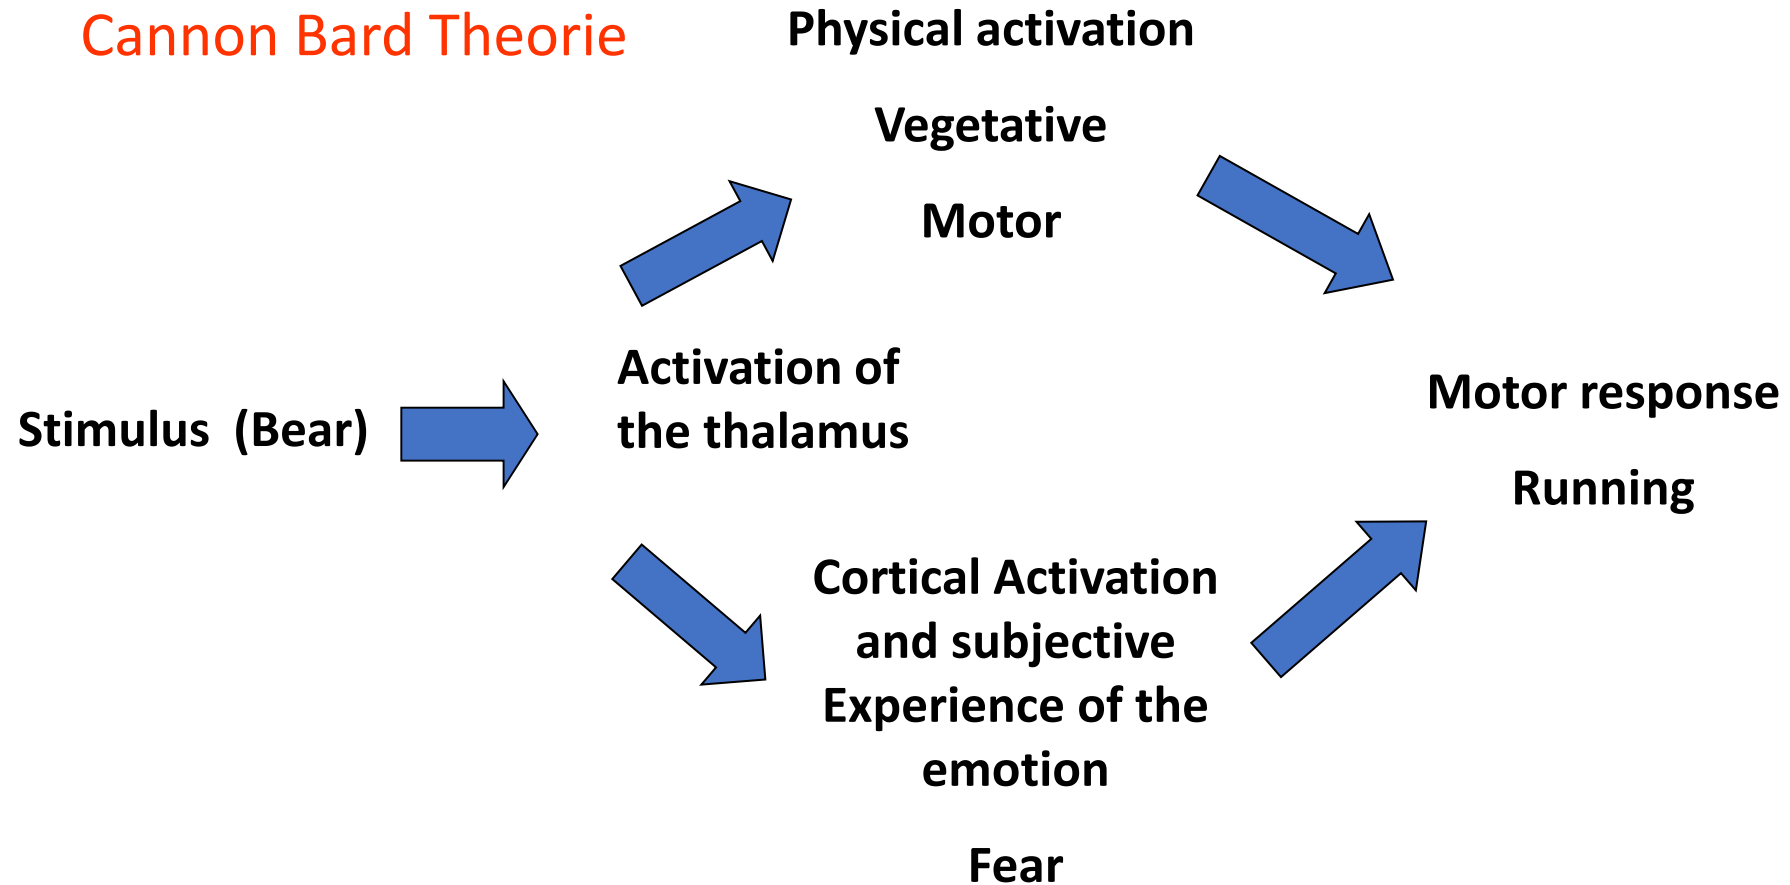 Cannon Bard Theorie
Physical activation
Vegetative
Motor
Stimulus  (Bear)
Activation of
the thalamus
Motor response
Running
Cortical Activation
and subjective
Experience of the
emotion
Fear